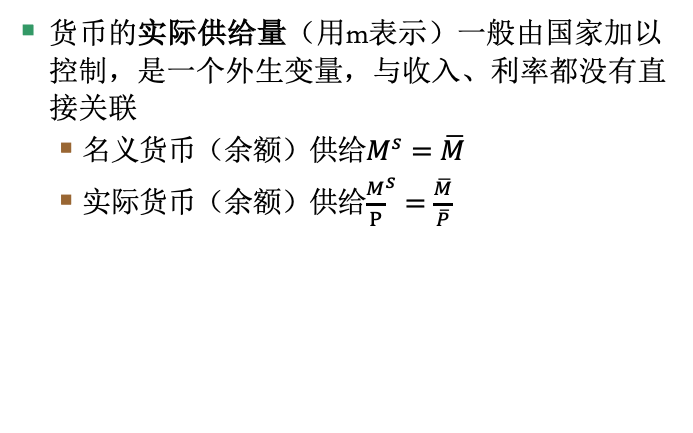 货币的实际供给量（用m表示）一般由国家加以
控制，是一个外生变量，与收入、利率都没有直
接关联
名义货币（余额）供给Mˢ = M̅
实际货币（余额）供给M/Pˢ = M̅/P̅